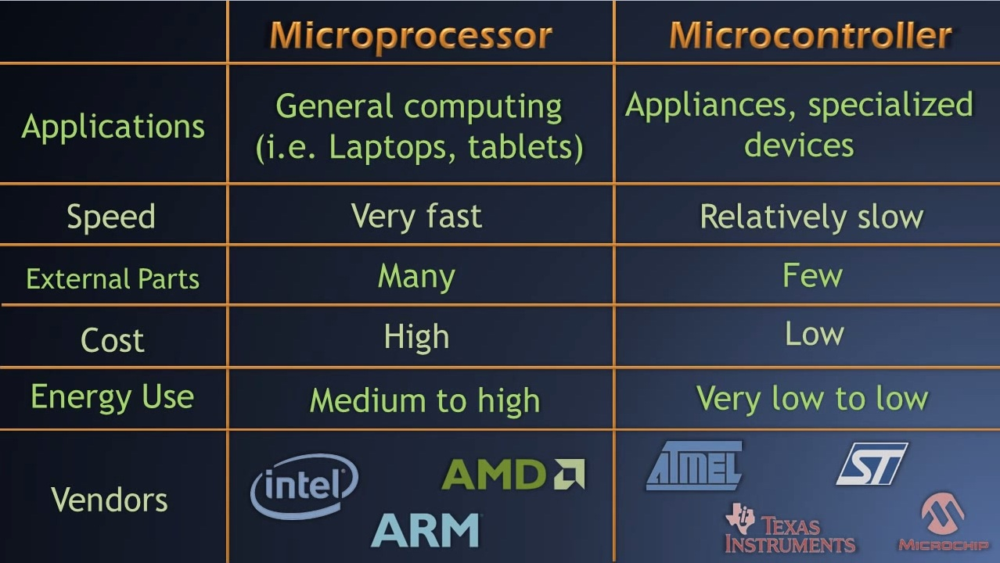 Microprocessor
Microcontroller
Applications
General computing
(i.e. Laptops, tablets)
Appliances, specialized
devices
Speed
Very fast
Relatively slow
External Parts
Many
Few
Cost
High
Low
Energy Use
Medium to high
Very low to low
Vendors
intel
AMD
ARM
ATMEL
ST
TEXAS
INSTRUMENTS
MICROCHIP